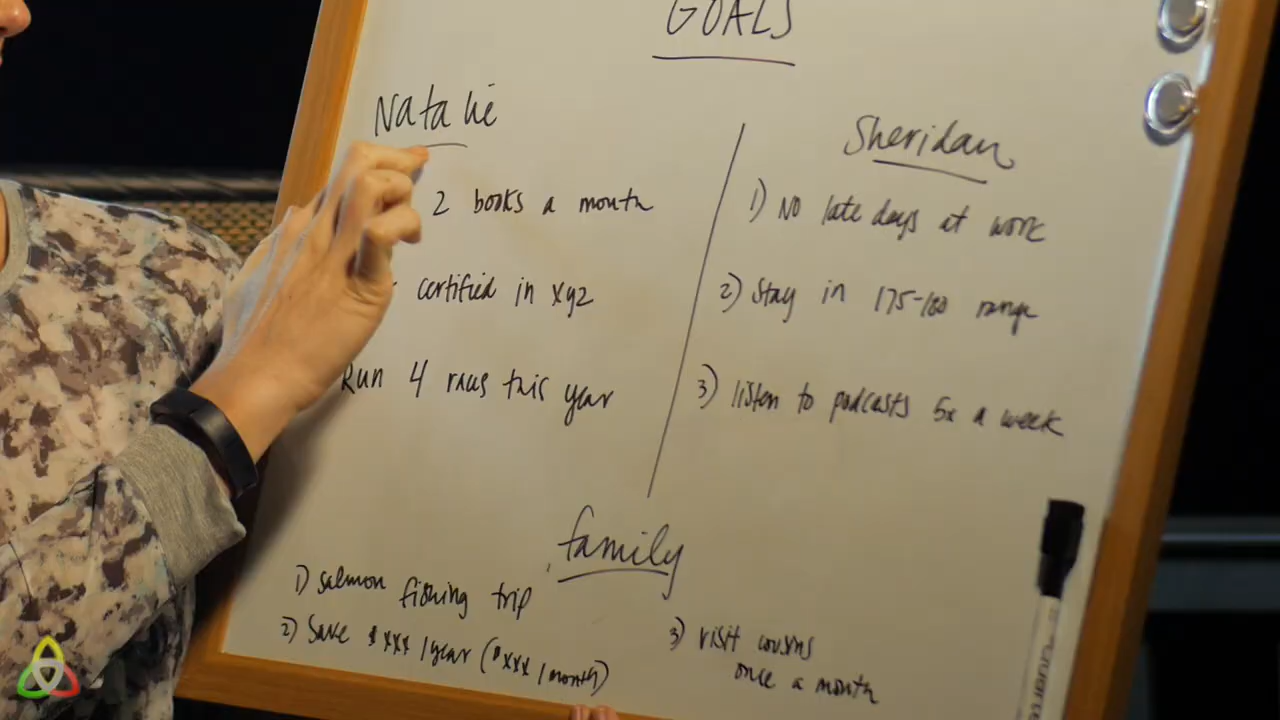 GOALS
Natalie
2 books a month
certified in xyz
Run 4 races this year
Sheridan
1) No late days at work
2) Stay in 175-180 range
3) listen to podcasts 5x a week
family
1) Salmon fishing trip
2) Save $xxx / year ($xxx / month)
3) visit cousins
once a month